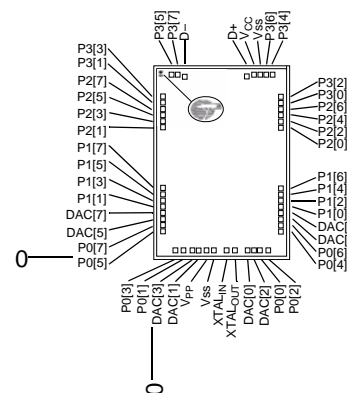 P3[5]
P3[7]
D–
D+
VCC
VSS
P3[6]
P3[4]
P3[3]
P3[1]
P2[7]
P2[5]
P2[3]
P2[1]
P1[7]
P1[5]
P1[3]
P1[1]
DAC[7]
DAC[5]
P0[7]
P0[5]
P3[2]
P3[0]
P2[6]
P2[4]
P2[2]
P2[0]
P1[6]
P1[4]
P1[2]
P1[0]
DAC[
DAC[
P0[6]
P0[4]
P0[3]
P0[1]
DAC[3]
DAC[1]
VPP
VSS
XTALIN
XTALOUT
DAC[0]
DAC[2]
P0[0]
P0[2]
0
0